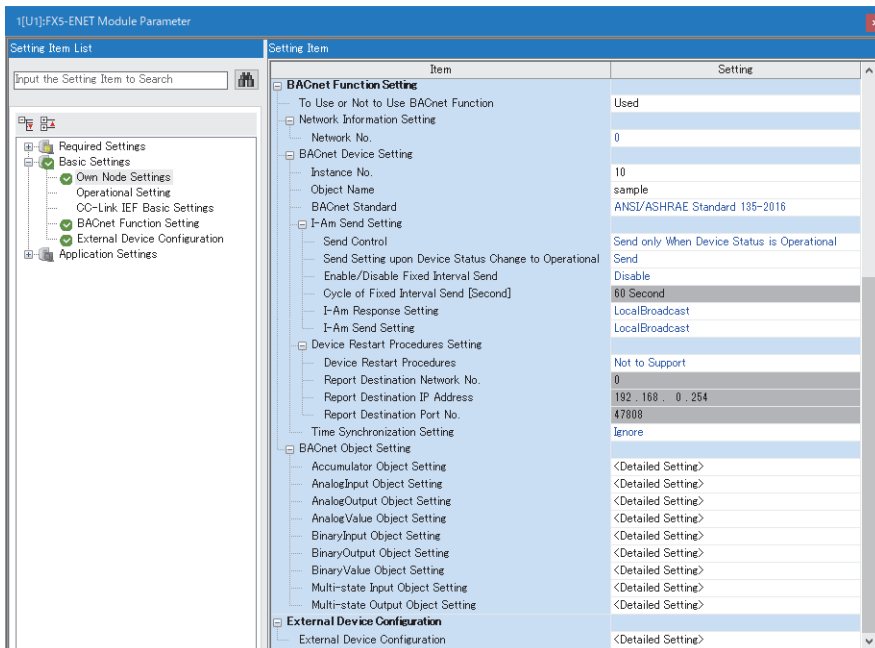 1[U1]:FX5-ENET Module Parameter
Setting Item List
Input the Setting Item to Search
Required Settings
Basic Settings
Own Node Settings
Operational Setting
CC-Link IEF Basic Settings
BACnet Function Setting
External Device Configuration
Application Settings
Setting Item
Item Setting
BACnet Function Setting
To Use or Not to Use BACnet Function Used
Network Information Setting
Network No. 0
BACnet Device Setting
Instance No. 10
Object Name sample
BACnet Standard ANSI/ASHRAE Standard 135-2016
I-Am Send Setting
Send Control Send only When Device Status is Operational
Send Setting upon Device Status Change to Operational Send
Enable/Disable Fixed Interval Send Disable
Cycle of Fixed Interval Send [Second] 60 Second
I-Am Response Setting LocalBroadcast
I-Am Send Setting LocalBroadcast
Device Restart Procedures Setting
Device Restart Procedures Not to Support
Report Destination Network No. 0
Report Destination IP Address 192 . 168 . 0 . 254
Report Destination Port No. 47808
Time Synchronization Setting Ignore
BACnet Object Setting
Accumulator Object Setting <Detailed Setting>
AnalogInput Object Setting <Detailed Setting>
AnalogOutput Object Setting <Detailed Setting>
AnalogValue Object Setting <Detailed Setting>
BinaryInput Object Setting <Detailed Setting>
BinaryOutput Object Setting <Detailed Setting>
BinaryValue Object Setting <Detailed Setting>
Multi-state Input Object Setting <Detailed Setting>
Multi-state Output Object Setting <Detailed Setting>
External Device Configuration
External Device Configuration <Detailed Setting>